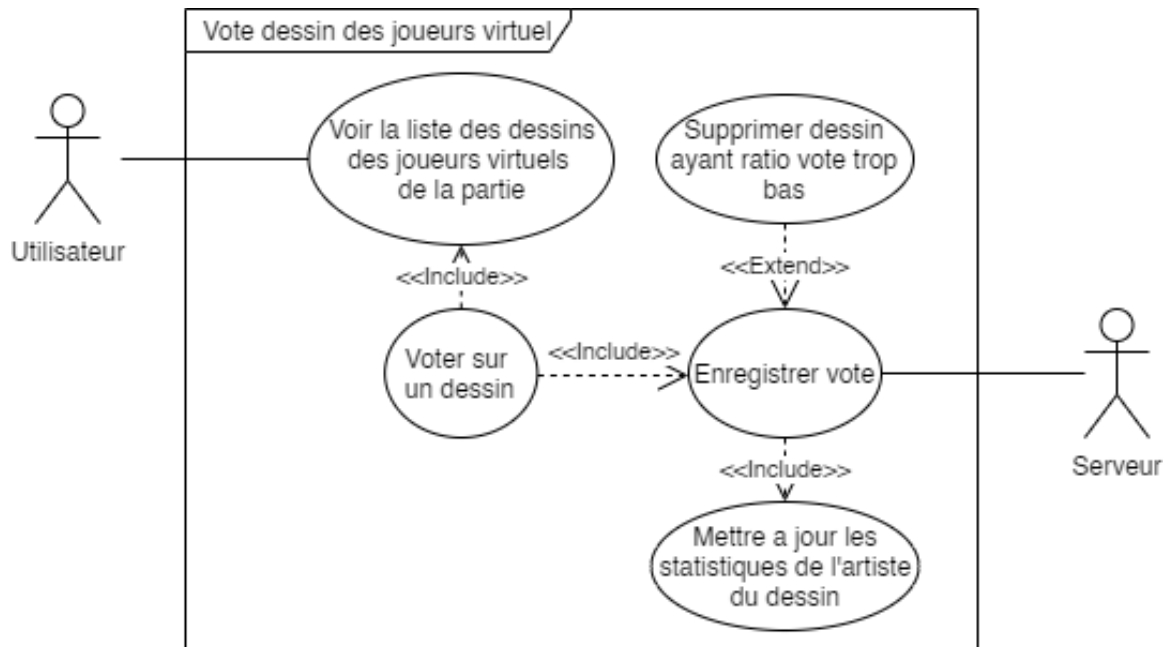 Vote dessin des joueurs virtuel
Voir la liste des dessins
des joueurs virtuels
de la partie
Supprimer dessin
ayant ratio vote trop
bas
Utilisateur
<<Include>>
<<Extend>>
Voter sur
un dessin
<<Include>>
Enregistrer vote
Serveur
<<Include>>
Mettre a jour les
statistiques de l'artiste
du dessin